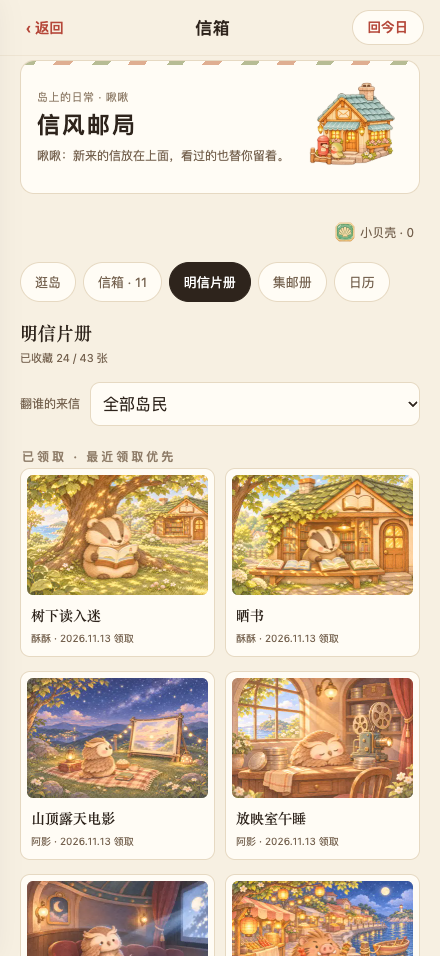 ‹ 返回
信箱
回今日
岛上的日常 · 啾啾
信风邮局
啾啾：新来的信放在上面，看过的也替你留着。
小贝壳 · 0
逛岛
信箱 · 11
明信片册
集邮册
日历
明信片册
已收藏 24 / 43 张
翻谁的来信
全部岛民
已领取 · 最近领取优先
树下读入迷
酥酥 · 2026.11.13 领取
晒书
酥酥 · 2026.11.13 领取
山顶露天电影
阿影 · 2026.11.13 领取
放映室午睡
阿影 · 2026.11.13 领取